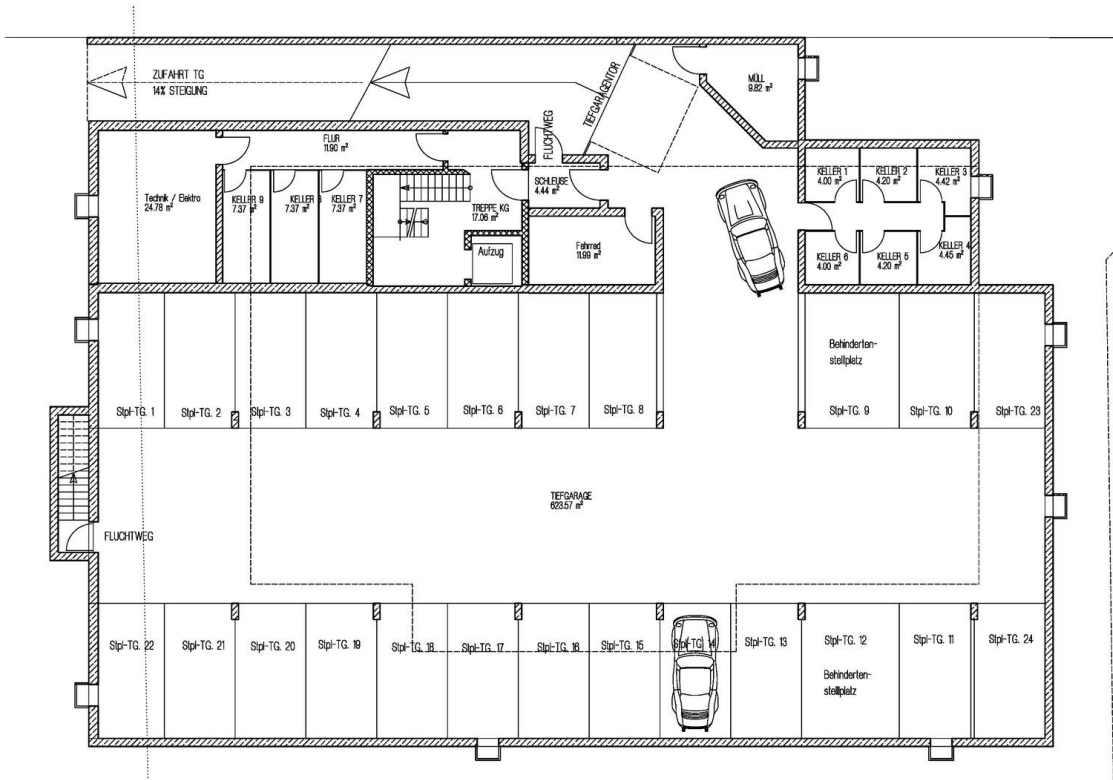 ZUFAHRT TG
14% STEIGUNG
TIEFGARAGENTOR
MÜLL
9.82 m²
FLUCHTWEG
FLUR
11.90 m²
SCHLEUSE
4.44 m²
Technik / Elektro
24.78 m²
KELLER 9
7.37 m²
KELLER 8
7.37 m²
KELLER 7
7.37 m²
TREPPE KG
17.06 m²
Aufzug
Fahrrad
11.99 m²
KELLER 1
4.00 m²
KELLER 2
4.20 m²
KELLER 3
4.42 m²
KELLER 6
4.00 m²
KELLER 5
4.20 m²
KELLER 4
4.45 m²
Behinderten-
stellplatz
Stpl-TG. 1
Stpl-TG. 2
Stpl-TG. 3
Stpl-TG. 4
Stpl-TG. 5
Stpl-TG. 6
Stpl-TG. 7
Stpl-TG. 8
Stpl-TG. 9
Stpl-TG. 10
Stpl-TG. 23
TIEFGARAGE
623.57 m²
FLUCHTWEG
Stpl-TG. 22
Stpl-TG. 21
Stpl-TG. 20
Stpl-TG. 19
Stpl-TG. 18
Stpl-TG. 17
Stpl-TG. 16
Stpl-TG. 15
Stpl-TG. 14
Stpl-TG. 13
Stpl-TG. 12
Stpl-TG. 11
Stpl-TG. 24
Behinderten-
stellplatz